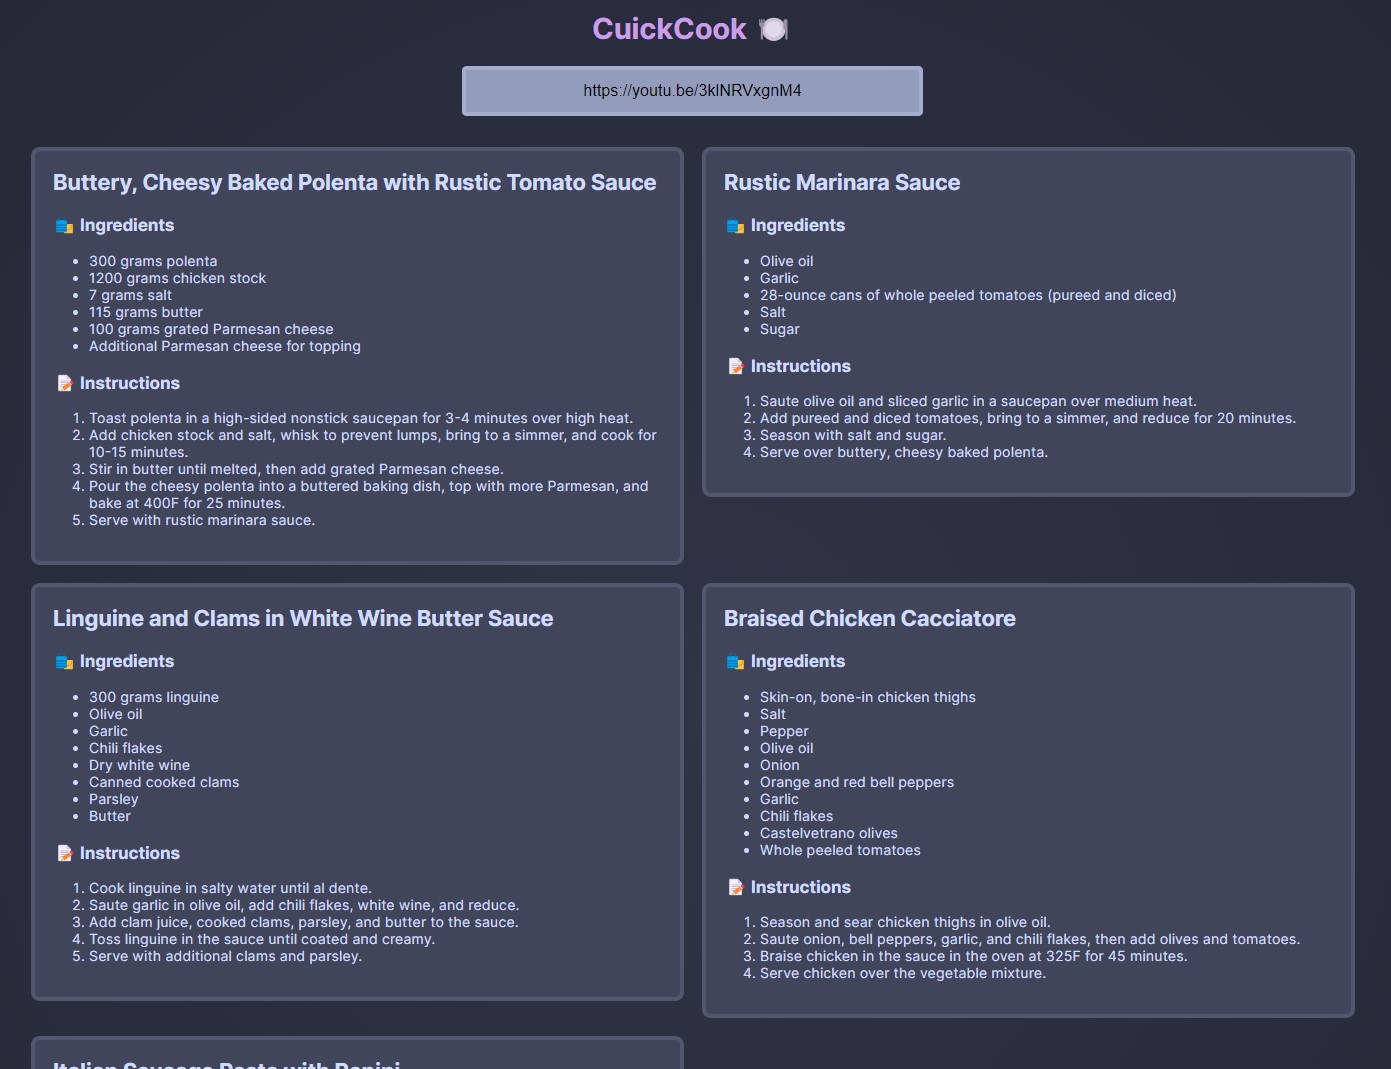 CuickCook
https://youtu.be/3klNRVxgnM4
Buttery, Cheesy Baked Polenta with Rustic Tomato Sauce
Ingredients
• 300 grams polenta
• 1200 grams chicken stock
• 7 grams salt
• 115 grams butter
• 100 grams grated Parmesan cheese
• Additional Parmesan cheese for topping
Instructions
1. Toast polenta in a high-sided nonstick saucepan for 3-4 minutes over high heat.
2. Add chicken stock and salt, whisk to prevent lumps, bring to a simmer, and cook for
10-15 minutes.
3. Stir in butter until melted, then add grated Parmesan cheese.
4. Pour the cheesy polenta into a buttered baking dish, top with more Parmesan, and
bake at 400F for 25 minutes.
5. Serve with rustic marinara sauce.
Rustic Marinara Sauce
Ingredients
• Olive oil
• Garlic
• 28-ounce cans of whole peeled tomatoes (pureed and diced)
• Salt
• Sugar
Instructions
1. Saute olive oil and sliced garlic in a saucepan over medium heat.
2. Add pureed and diced tomatoes, bring to a simmer, and reduce for 20 minutes.
3. Season with salt and sugar.
4. Serve over buttery, cheesy baked polenta.
Linguine and Clams in White Wine Butter Sauce
Ingredients
• 300 grams linguine
• Olive oil
• Garlic
• Chili flakes
• Dry white wine
• Canned cooked clams
• Parsley
• Butter
Instructions
1. Cook linguine in salty water until al dente.
2. Saute garlic in olive oil, add chili flakes, white wine, and reduce.
3. Add clam juice, cooked clams, parsley, and butter to the sauce.
4. Toss linguine in the sauce until coated and creamy.
5. Serve with additional clams and parsley.
Braised Chicken Cacciatore
Ingredients
• Skin-on, bone-in chicken thighs
• Salt
• Pepper
• Olive oil
• Onion
• Orange and red bell peppers
• Garlic
• Chili flakes
• Castelvetrano olives
• Whole peeled tomatoes
Instructions
1. Season and sear chicken thighs in olive oil.
2. Saute onion, bell peppers, garlic, and chili flakes, then add olives and tomatoes.
3. Braise chicken in the sauce in the oven at 325F for 45 minutes.
4. Serve chicken over the vegetable mixture.
Italian Sausage Pasta with